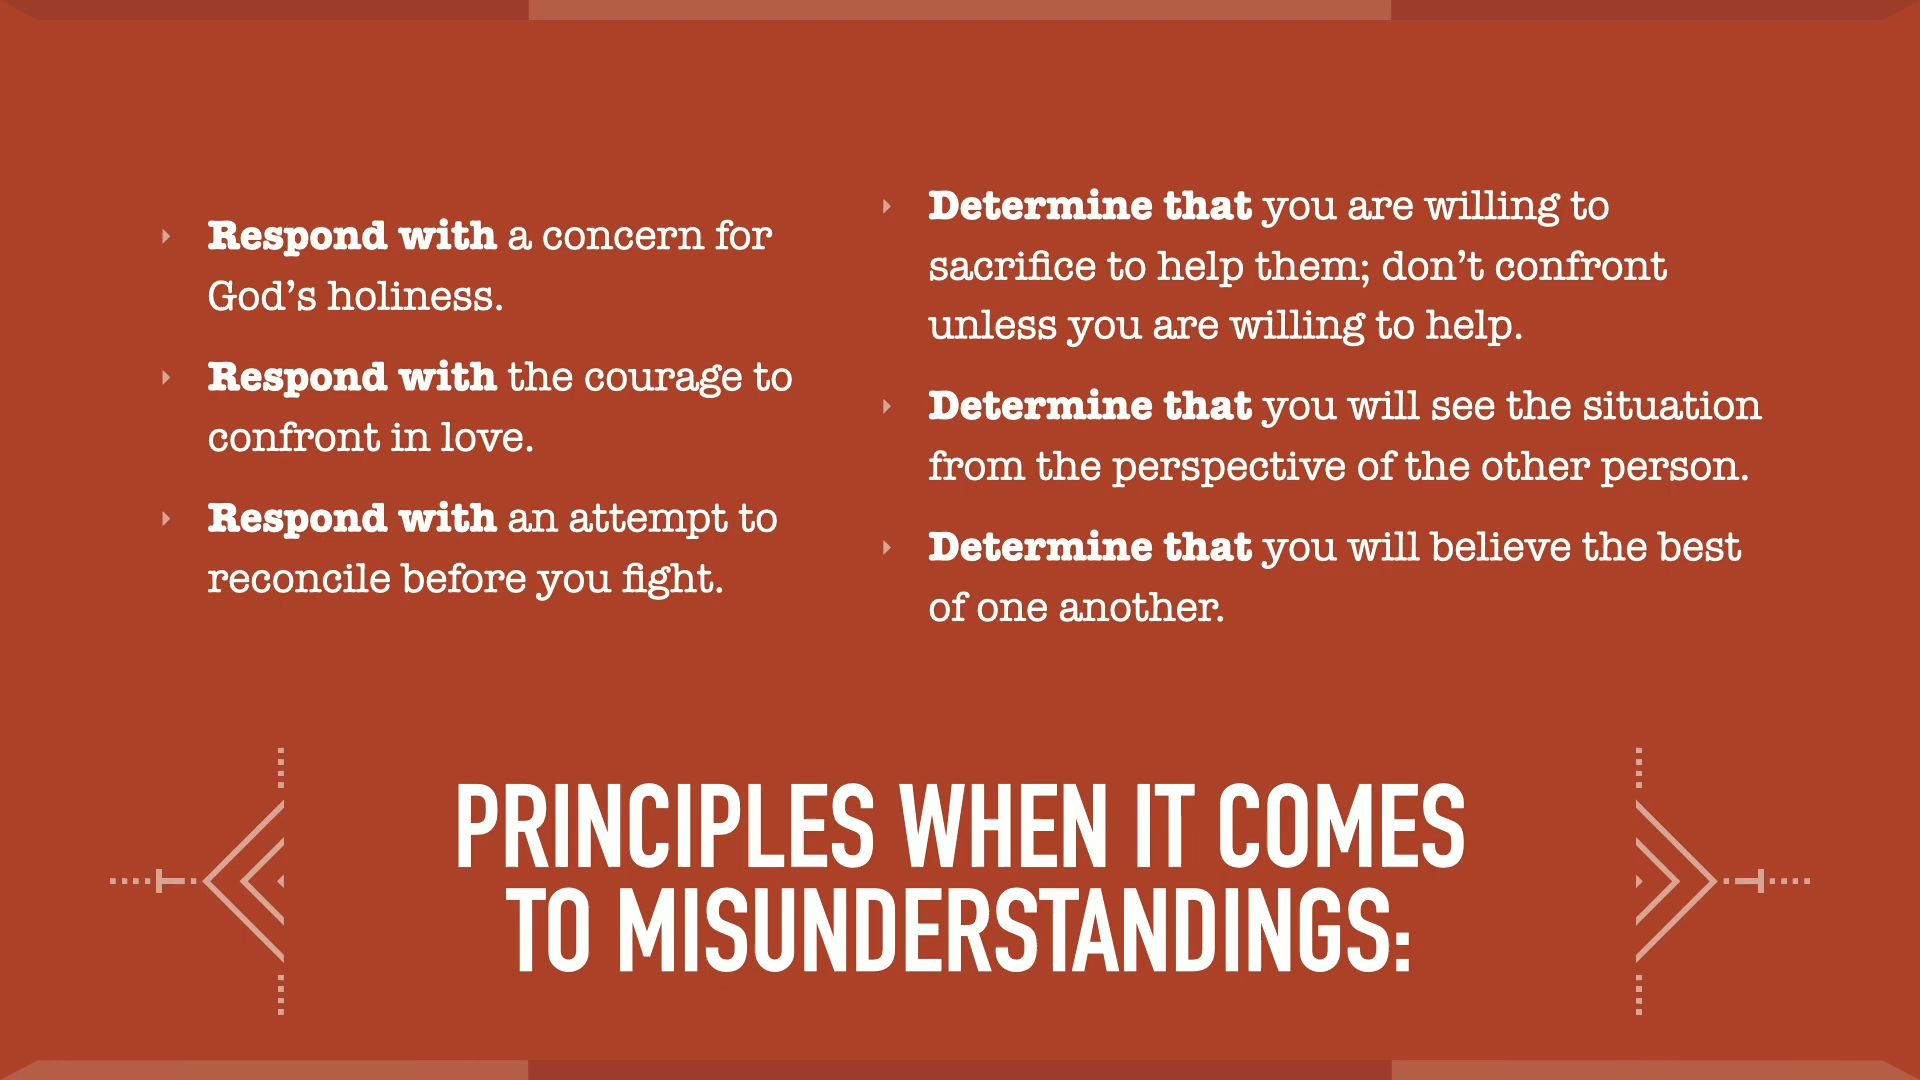 Respond with a concern for
God’s holiness.
Respond with the courage to
confront in love.
Respond with an attempt to
reconcile before you fight.
Determine that you are willing to
sacrifice to help them; don’t confront
unless you are willing to help.
Determine that you will see the situation
from the perspective of the other person.
Determine that you will believe the best
of one another.
PRINCIPLES WHEN IT COMES
TO MISUNDERSTANDINGS: